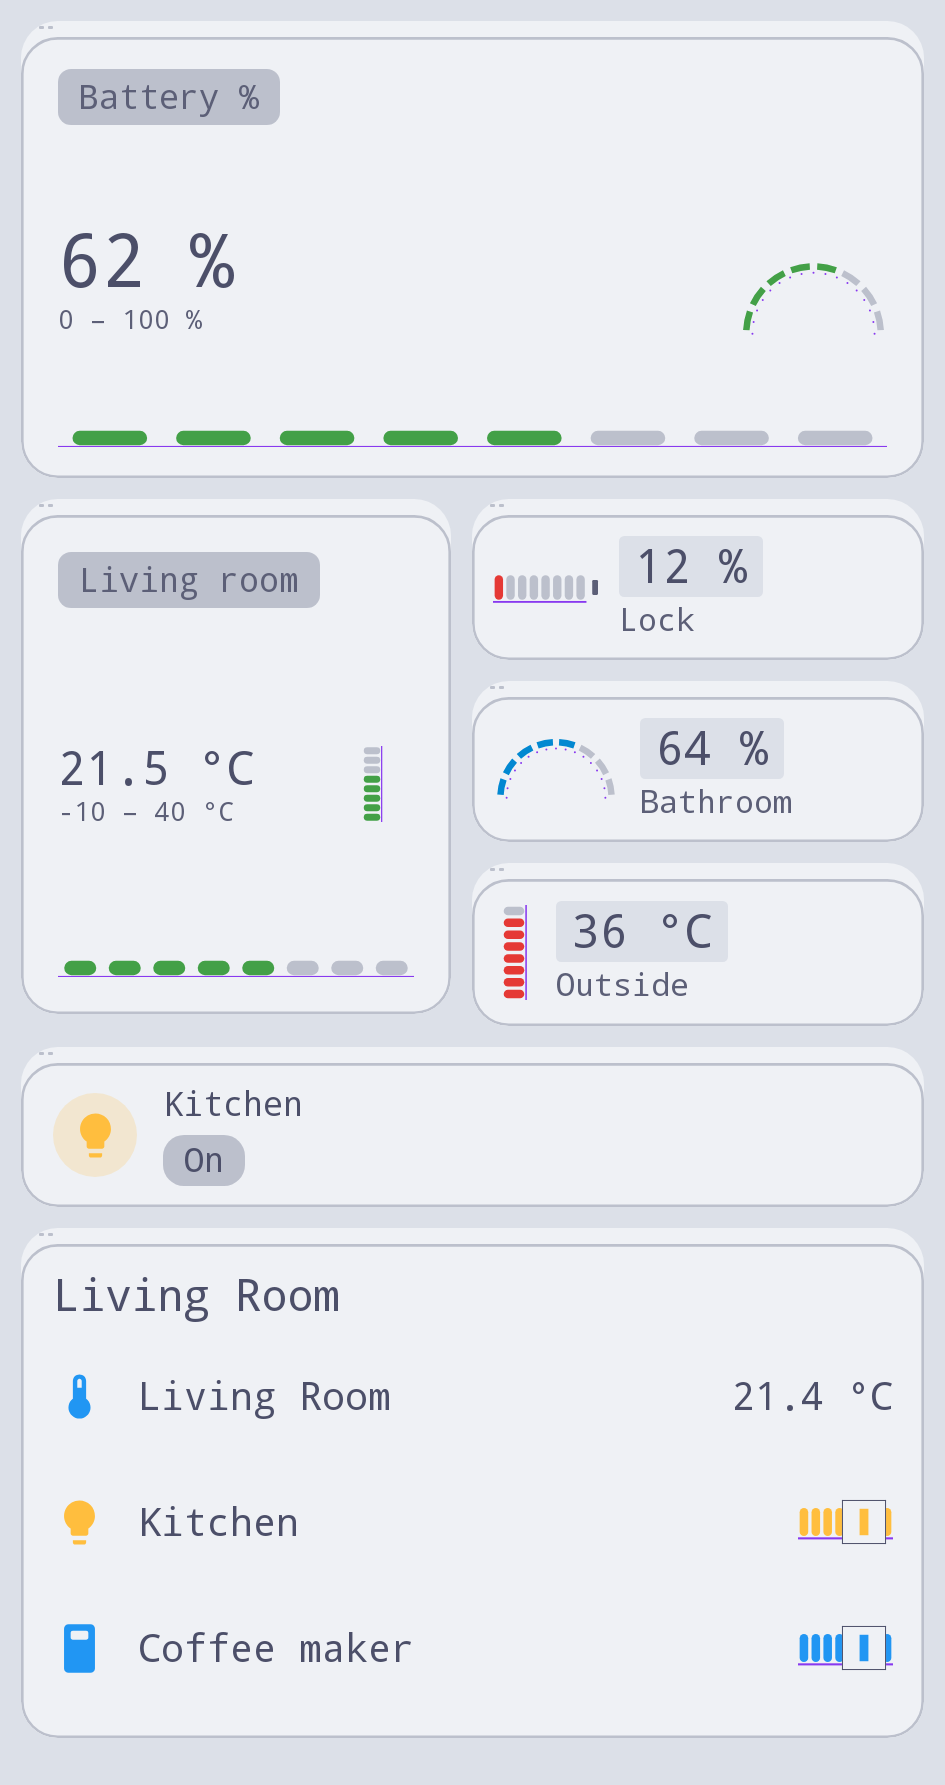 Battery %
62 %
0 – 100 %
Living room
21.5 °C
-10 – 40 °C
12 %
Lock
64 %
Bathroom
36 °C
Outside
Kitchen
On
Living Room
Living Room 21.4 °C
Kitchen
Coffee maker